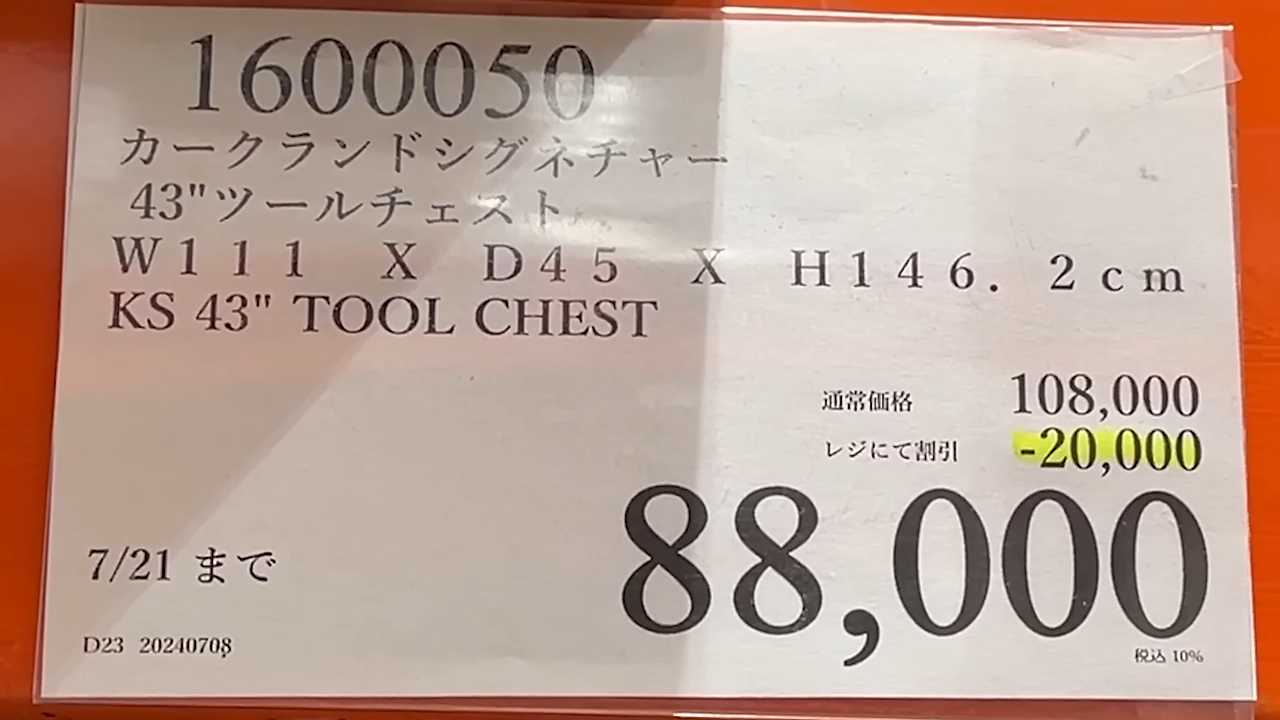 1600050
カークランドシグネチャー
43"ツールチェスト
W111 X D45 X H146.2cm
KS 43" TOOL CHEST
通常価格 108,000
レジにて割引 -20,000
88,000
7/21 まで
税込 10%
D23 20240708